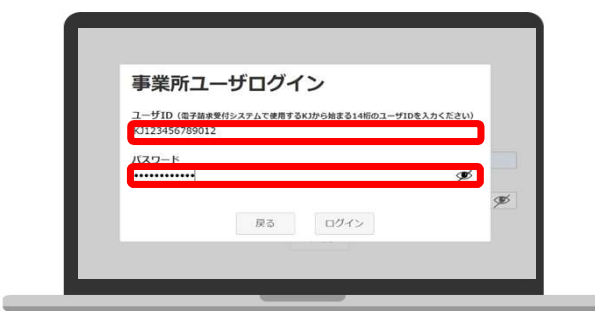 事業所ユーザログイン
ユーザID（電子請求受付システムで使用するKJから始まる14桁のユーザIDを入力ください）
KJ123456789012
パスワード
••••••••••••
戻る ログイン